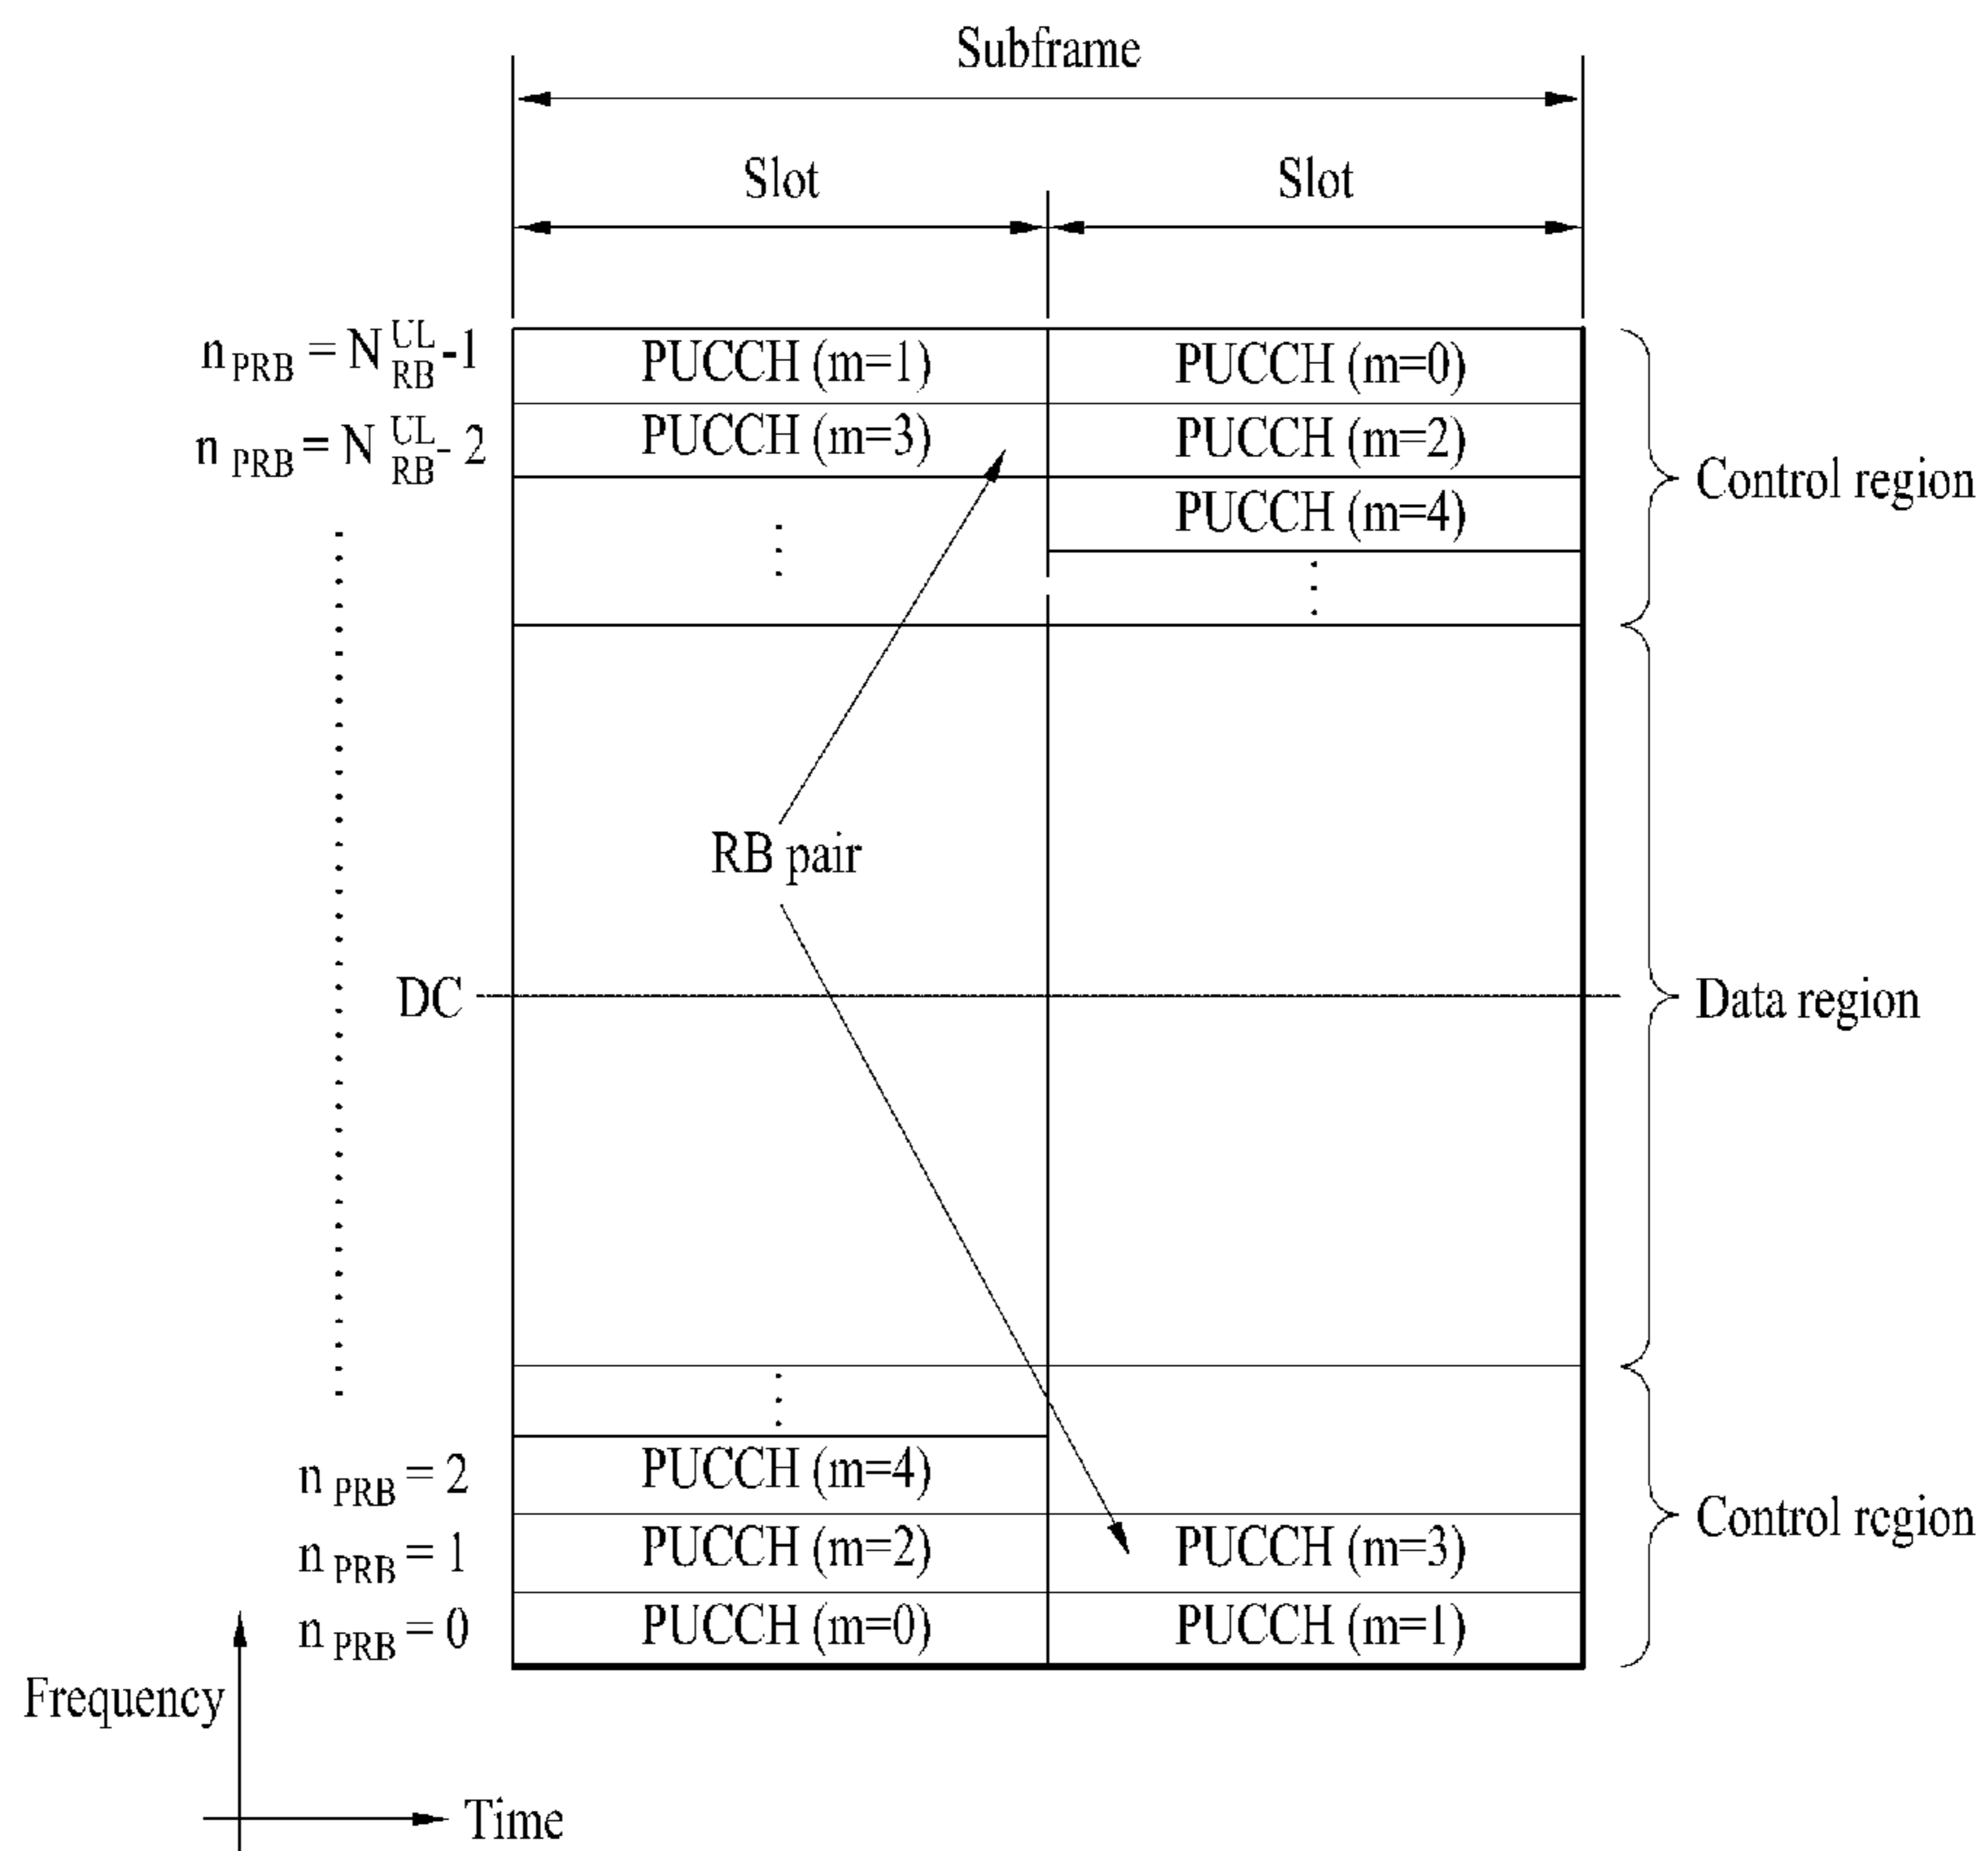 Subframe
Slot Slot
n PRB = N UL RB -1 PUCCH (m=1) PUCCH (m=0)
n PRB = N UL RB - 2 PUCCH (m=3) PUCCH (m=2)
Control region
PUCCH (m=4)
RB pair
DC
Data region
n PRB = 2 PUCCH (m=4)
Control region
n PRB = 1 PUCCH (m=2) PUCCH (m=3)
n PRB = 0 PUCCH (m=0) PUCCH (m=1)
Frequency
Time